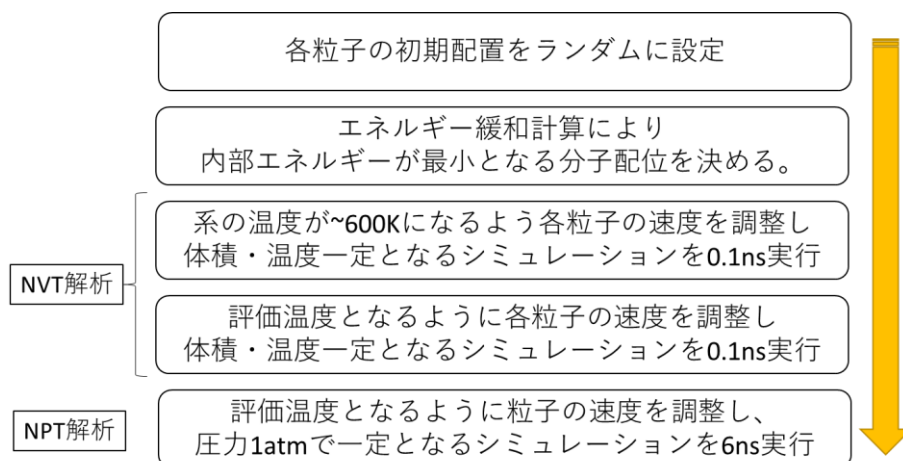 各粒子の初期配置をランダムに設定
エネルギー緩和計算により
内部エネルギーが最小となる分子配位を決める。
NVT解析
系の温度が~600Kになるよう各粒子の速度を調整し
体積・温度一定となるシミュレーションを0.1ns実行
評価温度となるように各粒子の速度を調整し
体積・温度一定となるシミュレーションを0.1ns実行
NPT解析
評価温度となるように粒子の速度を調整し、
圧力1atmで一定となるシミュレーションを6ns実行